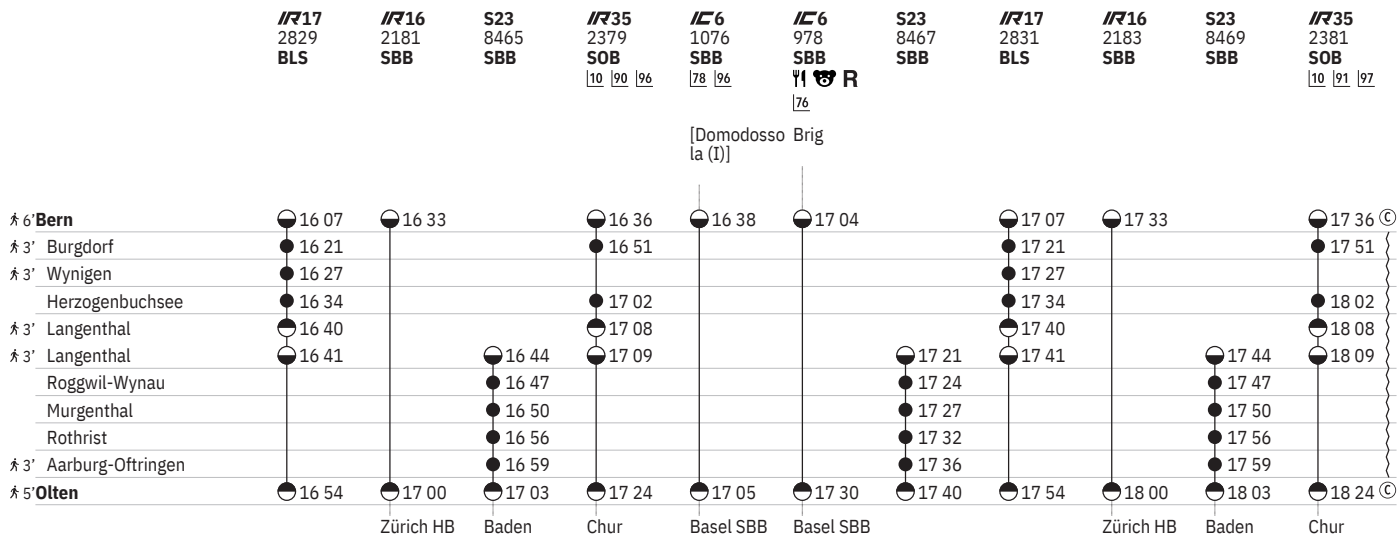 IR17 IR16 S23 IR35 IC6 IC6 S23 IR17 IR16 S23 IR35
2829 2181 8465 2379 1076 978 8467 2831 2183 8469 2381
BLS SBB SBB SOB SBB SBB SBB BLS SBB SBB SOB
10 90 96 78 96 R 10 91 97
76
[Domodosso Brig
la (I)]
6' Bern 16 07 16 33 16 36 16 38 17 04 17 07 17 33 17 36 C
3' Burgdorf 16 21 16 51 17 21 17 51
3' Wynigen 16 27 17 27
Herzogenbuchsee 16 34 17 02 17 34 18 02
3' Langenthal 16 40 17 08 17 40 18 08
3' Langenthal 16 41 16 44 17 09 17 21 17 41 17 44 18 09
Roggwil-Wynau 16 47 17 24 17 47
Murgenthal 16 50 17 27 17 50
Rothrist 16 56 17 32 17 56
3' Aarburg-Oftringen 16 59 17 36 17 59
5' Olten 16 54 17 00 17 03 17 24 17 05 17 30 17 40 17 54 18 00 18 03 18 24 C
Zürich HB Baden Chur Basel SBB Basel SBB Zürich HB Baden Chur